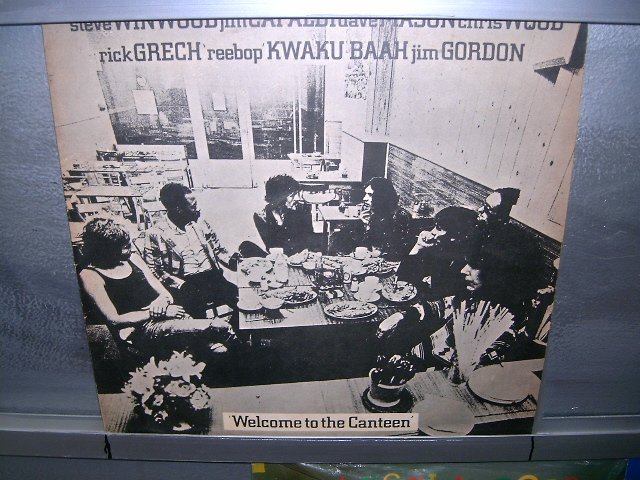 steve WINWOOD jim CAPALDI dave MASON chris WOOD
rick GRECH 'reebop' KWAKU BAAH jim GORDON
'Welcome to the Canteen'